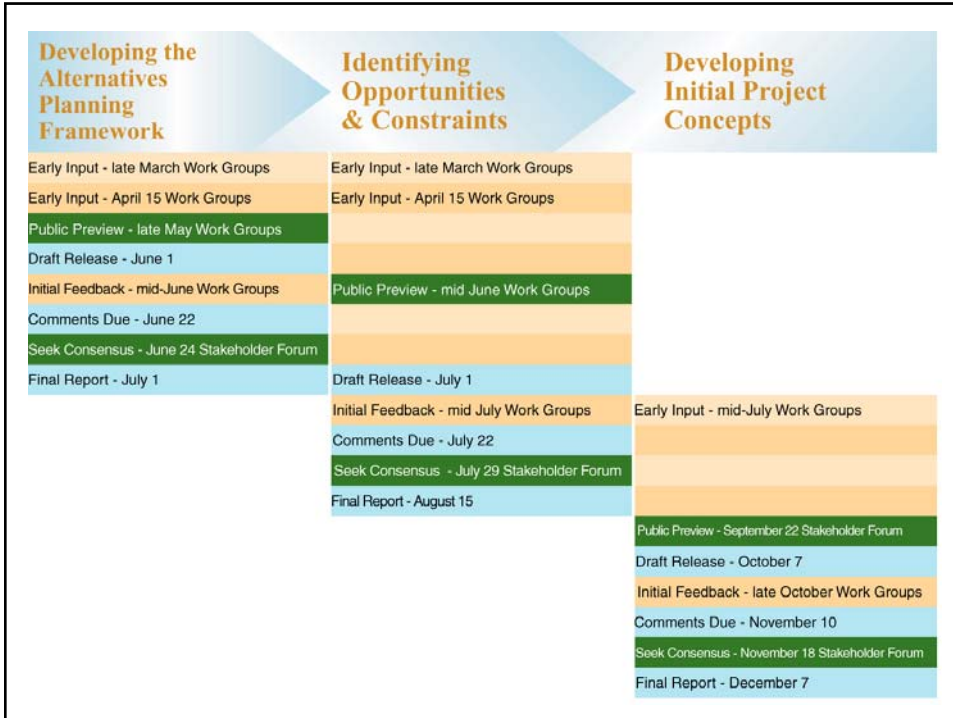 Developing the
Alternatives
Planning
Framework
Identifying
Opportunities
& Constraints
Developing
Initial Project
Concepts
Early Input - late March Work Groups
Early Input - April 15 Work Groups
Public Preview - late May Work Groups
Draft Release - June 1
Initial Feedback - mid-June Work Groups
Comments Due - June 22
Seek Consensus - June 24 Stakeholder Forum
Final Report - July 1
Early Input - late March Work Groups
Early Input - April 15 Work Groups
Public Preview - mid June Work Groups
Draft Release - July 1
Initial Feedback - mid July Work Groups
Comments Due - July 22
Seek Consensus - July 29 Stakeholder Forum
Final Report - August 15
Early Input - mid-July Work Groups
Public Preview - September 22 Stakeholder Forum
Draft Release - October 7
Initial Feedback - late October Work Groups
Comments Due - November 10
Seek Consensus - November 18 Stakeholder Forum
Final Report - December 7